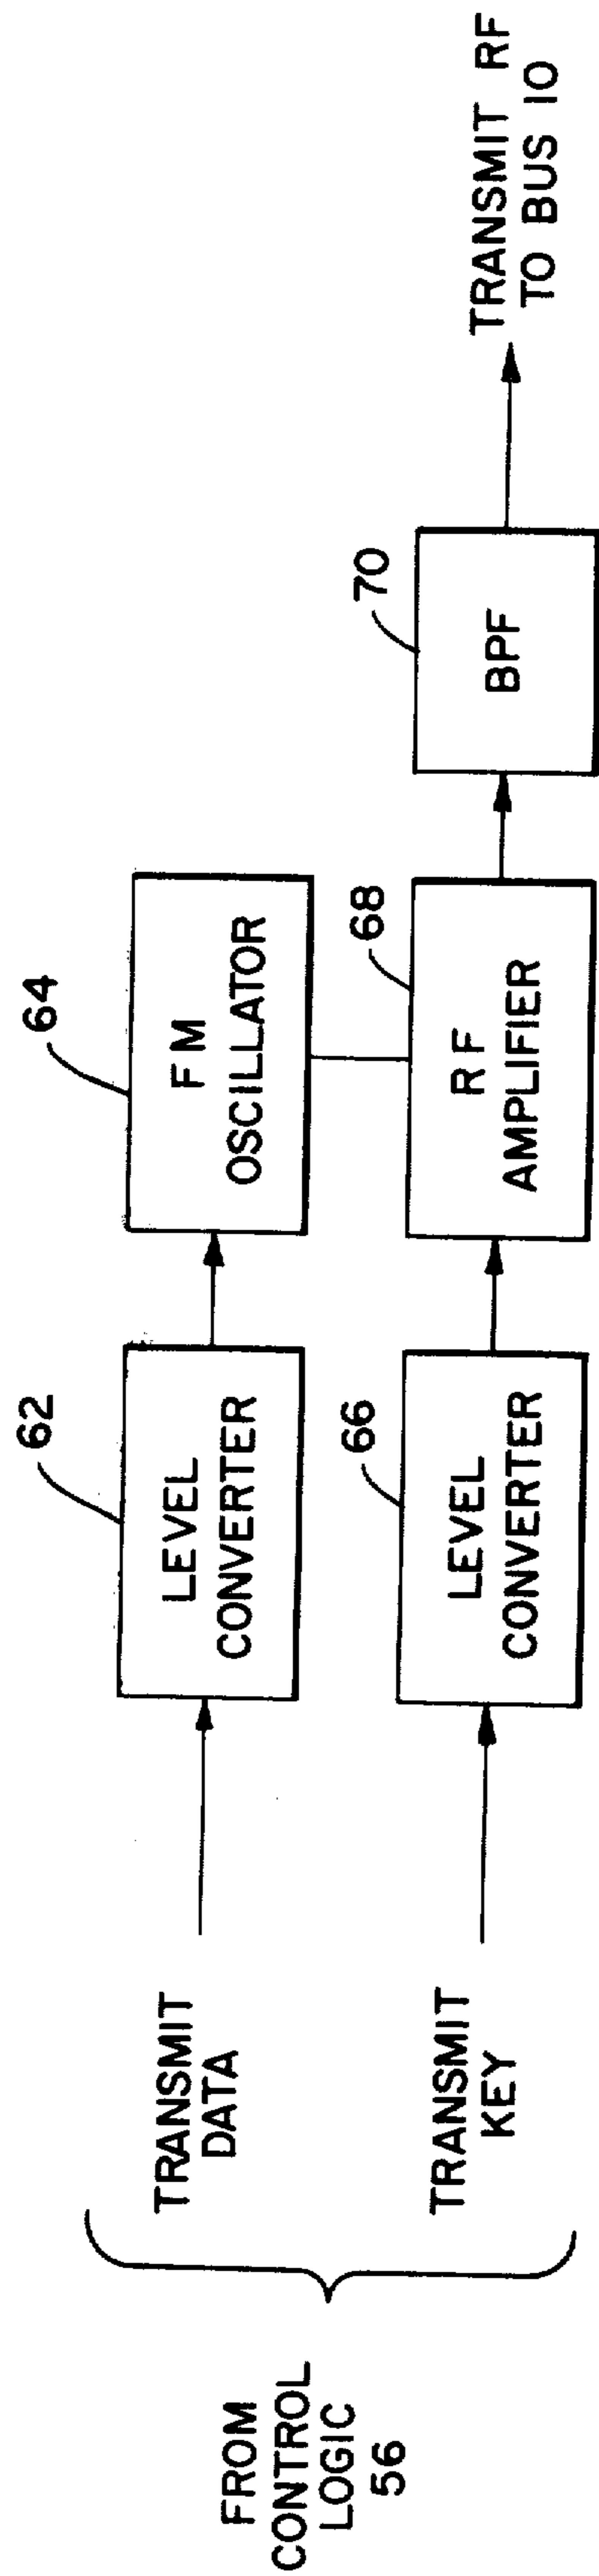 FROM
CONTROL
LOGIC
56
TRANSMIT
DATA
TRANSMIT
KEY
62
LEVEL
CONVERTER
66
LEVEL
CONVERTER
64
FM
OSCILLATOR
68
RF
AMPLIFIER
70
BPF
TRANSMIT RF
TO BUS 10